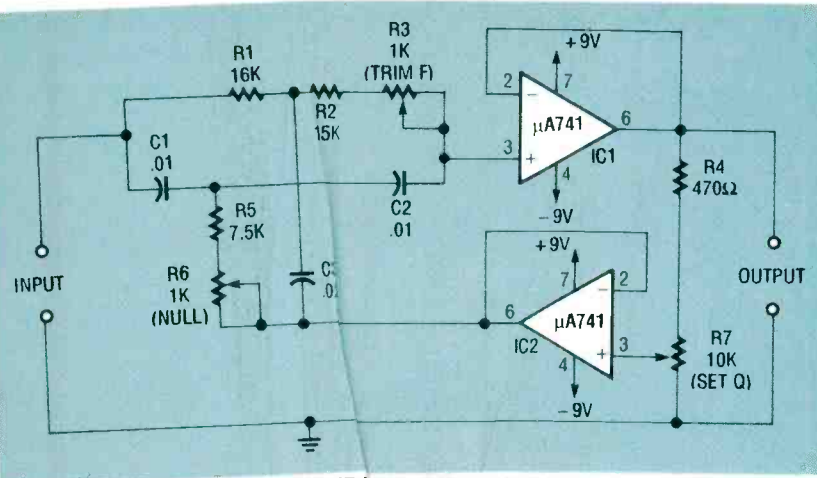 R1
16K
R2
15K
R3
1K
(TRIM F)
C1
.01
C2
.01
R5
7.5K
R6
1K
(NULL)
INPUT
+9V
2
7
-
μA741
6
3
+
4
IC1
-9V
R4
470Ω
+9V
7
2
-
6
μA741
IC2
+
3
4
-9V
R7
10K
(SET Q)
OUTPUT